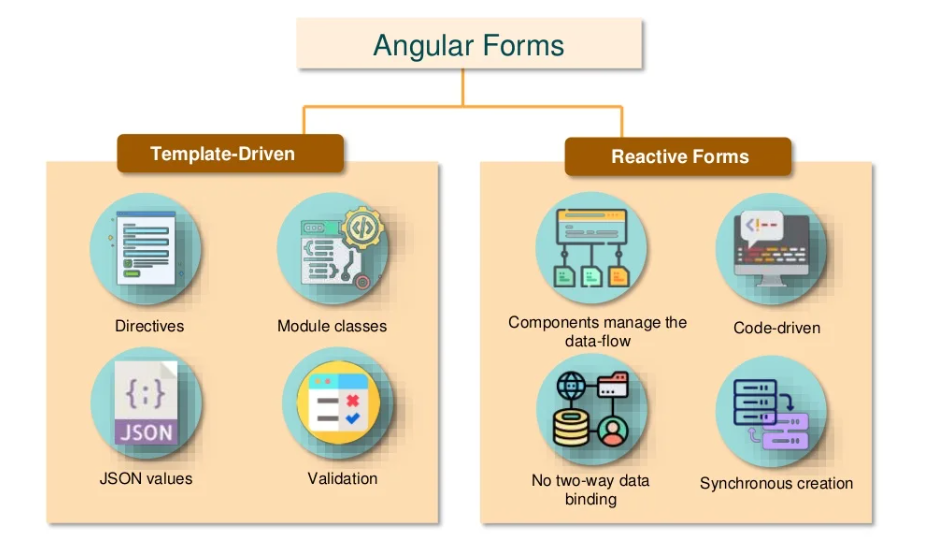 Angular Forms
Template-Driven
Reactive Forms
Directives
Module classes
JSON
JSON values
Validation
Components manage the
data-flow
Code-driven
No two-way data
binding
Synchronous creation